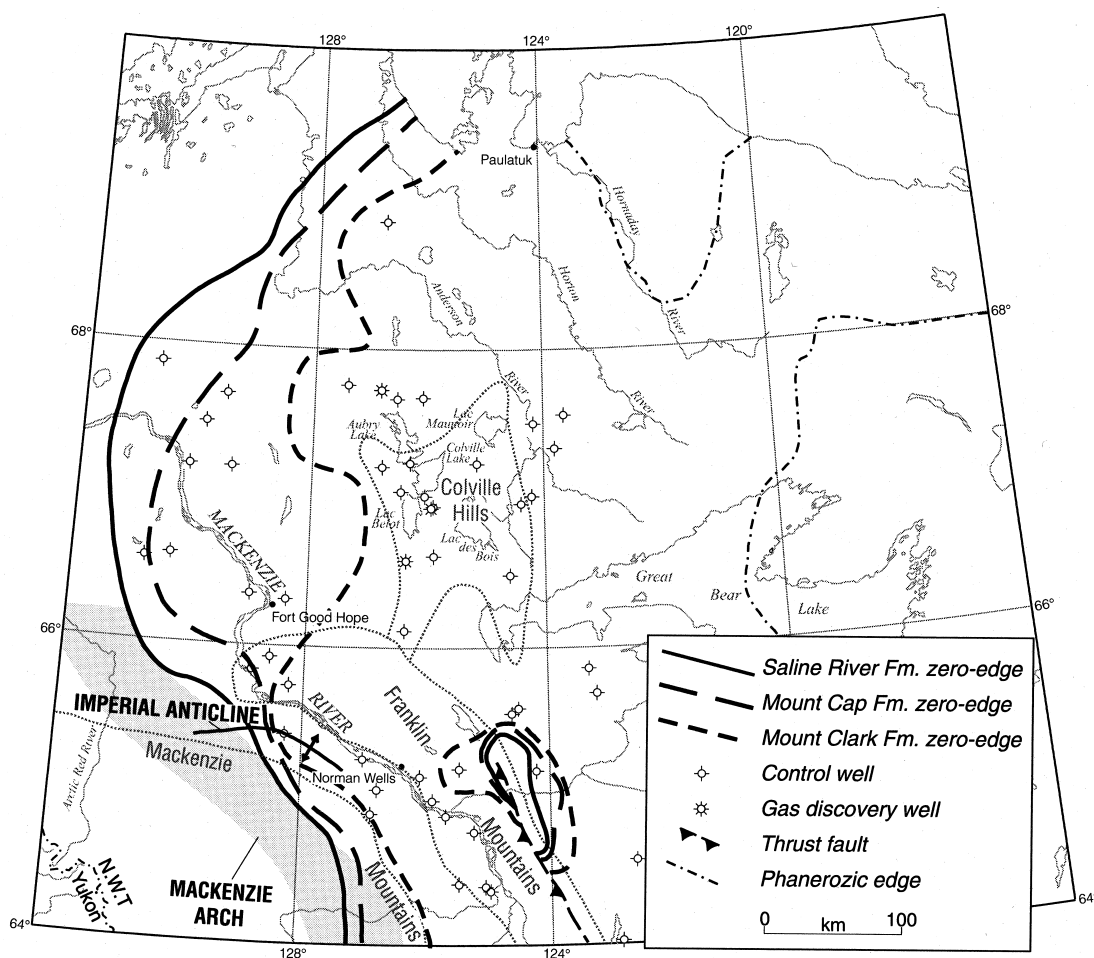 128°
124°
120°
Paulatuk
Hornaday
River
Horton
River
Anderson
River
68°
68°
Lac
Maunoir
Aubry
Lake
Colville
Lake
Colville
Hills
Lac
Belot
Lac
des
Bois
MACKENZIE
RIVER
Great
Bear
Lake
Fort Good Hope
66°
66°
IMPERIAL ANTICLINE
Mackenzie
Mountains
Franklin
Mountains
Norman Wells
Arctic Red River
N.W.T
Yukon
MACKENZIE
ARCH
64°
64
128°
124°
Saline River Fm. zero-edge
Mount Cap Fm. zero-edge
Mount Clark Fm. zero-edge
Control well
Gas discovery well
Thrust fault
Phanerozic edge
0 km 100